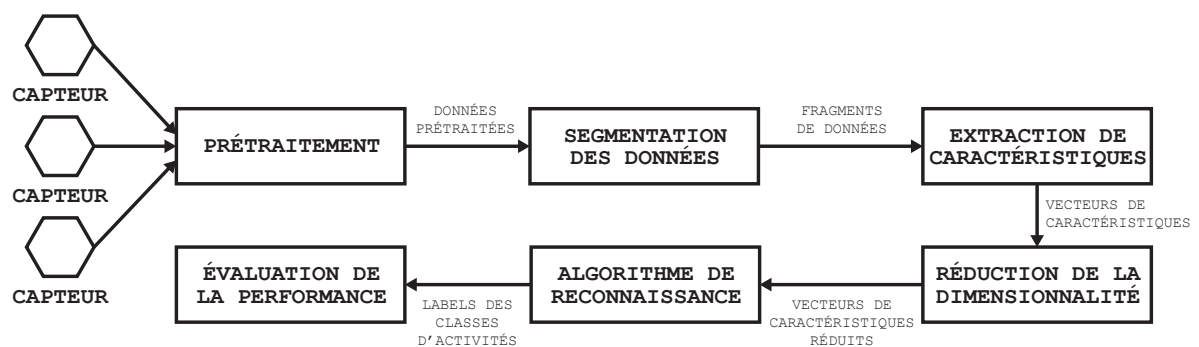 CAPTEUR
CAPTEUR
CAPTEUR
PRÉTRAITEMENT
DONNÉES
PRÉTRAITÉES
SEGMENTATION
DES DONNÉES
FRAGMENTS
DE DONNÉES
EXTRACTION DE
CARACTÉRISTIQUES
VECTEURS DE
CARACTÉRISTIQUES
RÉDUCTION DE LA
DIMENSIONNALITÉ
VECTEURS DE
CARACTÉRISTIQUES
RÉDUITS
ALGORITHME DE
RECONNAISSANCE
LABELS DES
CLASSES
D'ACTIVITÉS
ÉVALUATION DE
LA PERFORMANCE